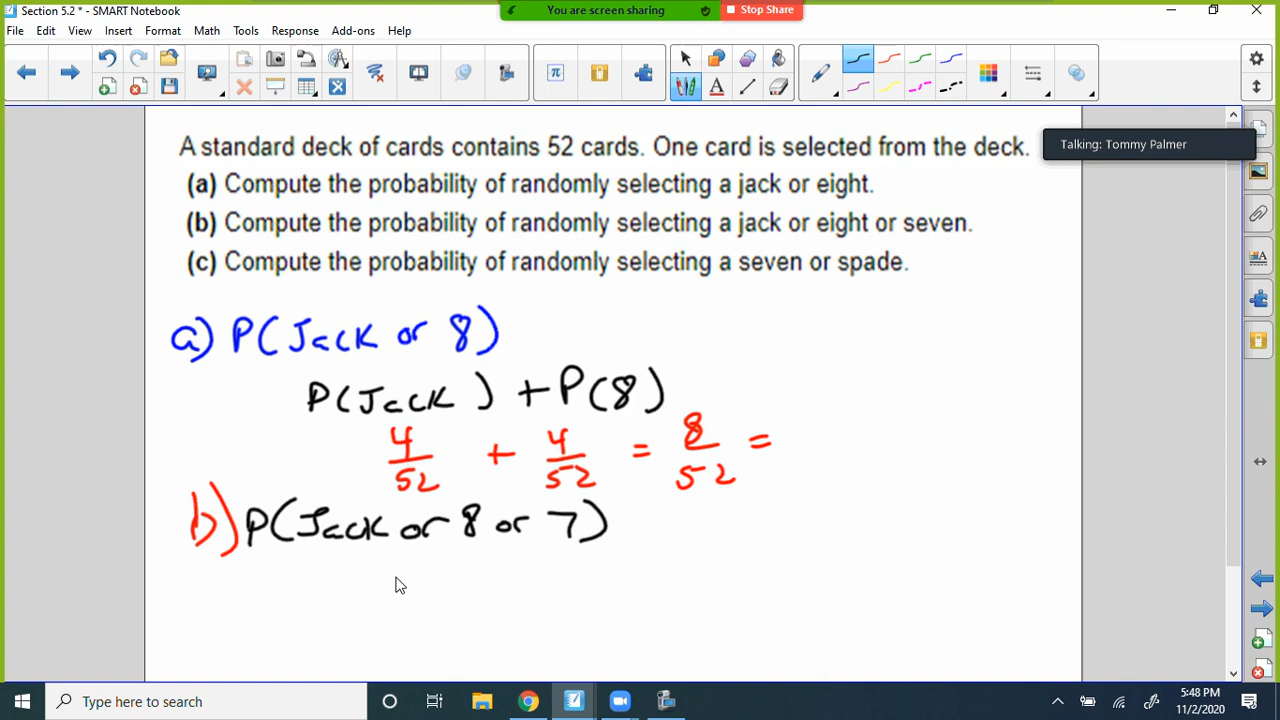 Section 5.2 * - SMART Notebook
You are screen sharing
Stop Share
File Edit View Insert Format Math Tools Response Add-ons Help
Talking: Tommy Palmer
A standard deck of cards contains 52 cards. One card is selected from the deck.
(a) Compute the probability of randomly selecting a jack or eight.
(b) Compute the probability of randomly selecting a jack or eight or seven.
(c) Compute the probability of randomly selecting a seven or spade.
a) P(Jack or 8)
P(Jack) + P(8)
4/52 + 4/52 = 8/52 =
b) P(Jack or 8 or 7)
Type here to search
5:48 PM
11/2/2020